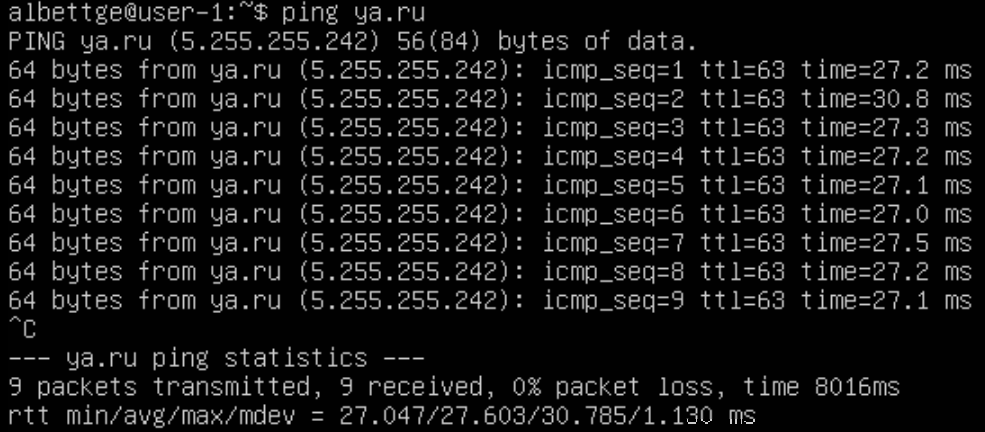 albettge@user-1:~$ ping ya.ru
PING ya.ru (5.255.255.242) 56(84) bytes of data.
64 bytes from ya.ru (5.255.255.242): icmp_seq=1 ttl=63 time=27.2 ms
64 bytes from ya.ru (5.255.255.242): icmp_seq=2 ttl=63 time=30.8 ms
64 bytes from ya.ru (5.255.255.242): icmp_seq=3 ttl=63 time=27.3 ms
64 bytes from ya.ru (5.255.255.242): icmp_seq=4 ttl=63 time=27.2 ms
64 bytes from ya.ru (5.255.255.242): icmp_seq=5 ttl=63 time=27.1 ms
64 bytes from ya.ru (5.255.255.242): icmp_seq=6 ttl=63 time=27.0 ms
64 bytes from ya.ru (5.255.255.242): icmp_seq=7 ttl=63 time=27.5 ms
64 bytes from ya.ru (5.255.255.242): icmp_seq=8 ttl=63 time=27.2 ms
64 bytes from ya.ru (5.255.255.242): icmp_seq=9 ttl=63 time=27.1 ms
^C
--- ya.ru ping statistics ---
9 packets transmitted, 9 received, 0% packet loss, time 8016ms
rtt min/avg/max/mdev = 27.047/27.603/30.785/1.130 ms